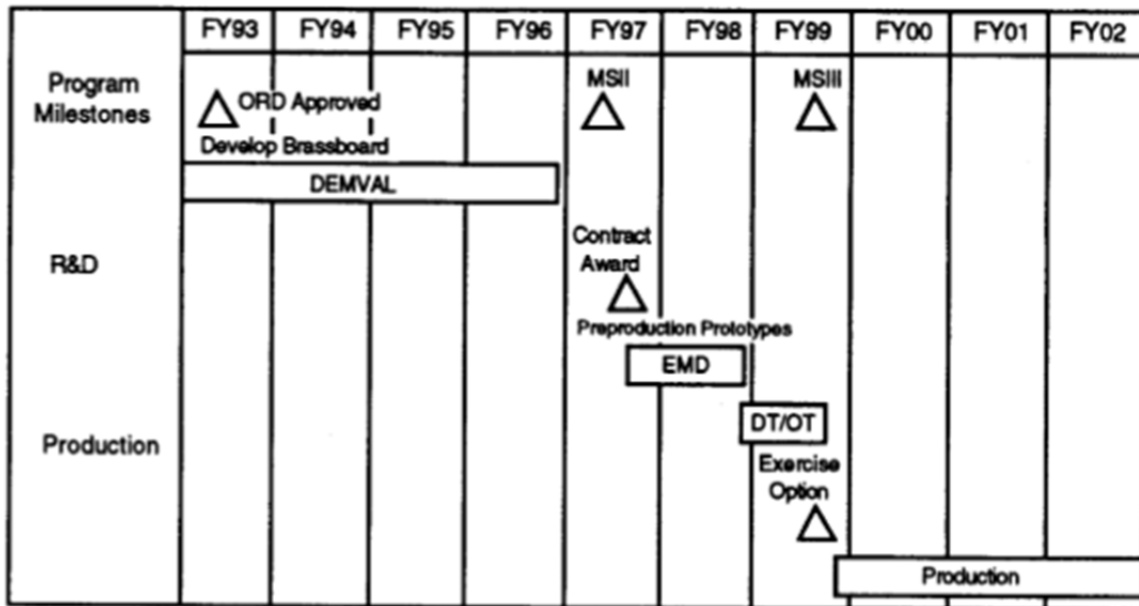 FY93 FY94 FY95 FY96 FY97 FY98 FY99 FY00 FY01 FY02
Program
Milestones
ORD Approved
MSII
MSIII
Develop Brassboard
DEMVAL
R&D
Contract
Award
Preproduction Prototypes
EMD
Production
DT/OT
Exercise
Option
Production